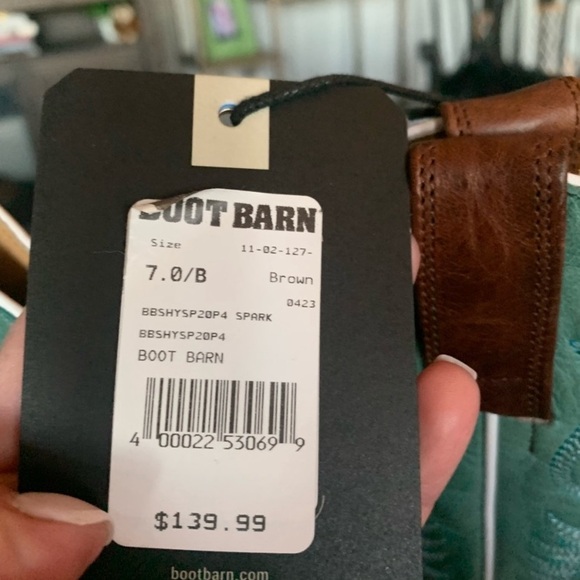 BOOT BARN
Size 11-02-127-
7.0/B Brown
0423
BBSHYSP20P4 SPARK
BBSHYSP20P4
BOOT BARN
4 00022 53069 9
$139.99
bootbarn.com